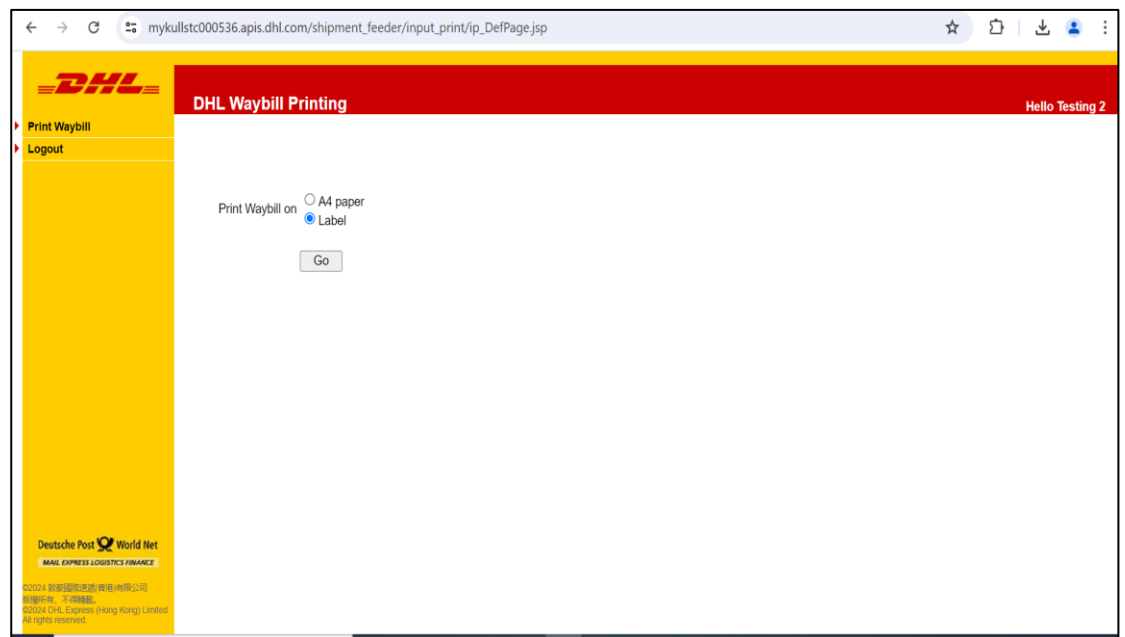 mykullstc000536.apis.dhl.com/shipment_feeder/input_print/ip_DefPage.jsp
DHL
DHL Waybill Printing
Hello Testing 2
Print Waybill
Logout
Print Waybill on
A4 paper
Label
Go
Deutsche Post World Net
MAIL EXPRESS LOGISTICS FINANCE
©2024 敦豪國際速遞(香港)有限公司
版權所有，不得轉載。
©2024 DHL Express (Hong Kong) Limited
All rights reserved.